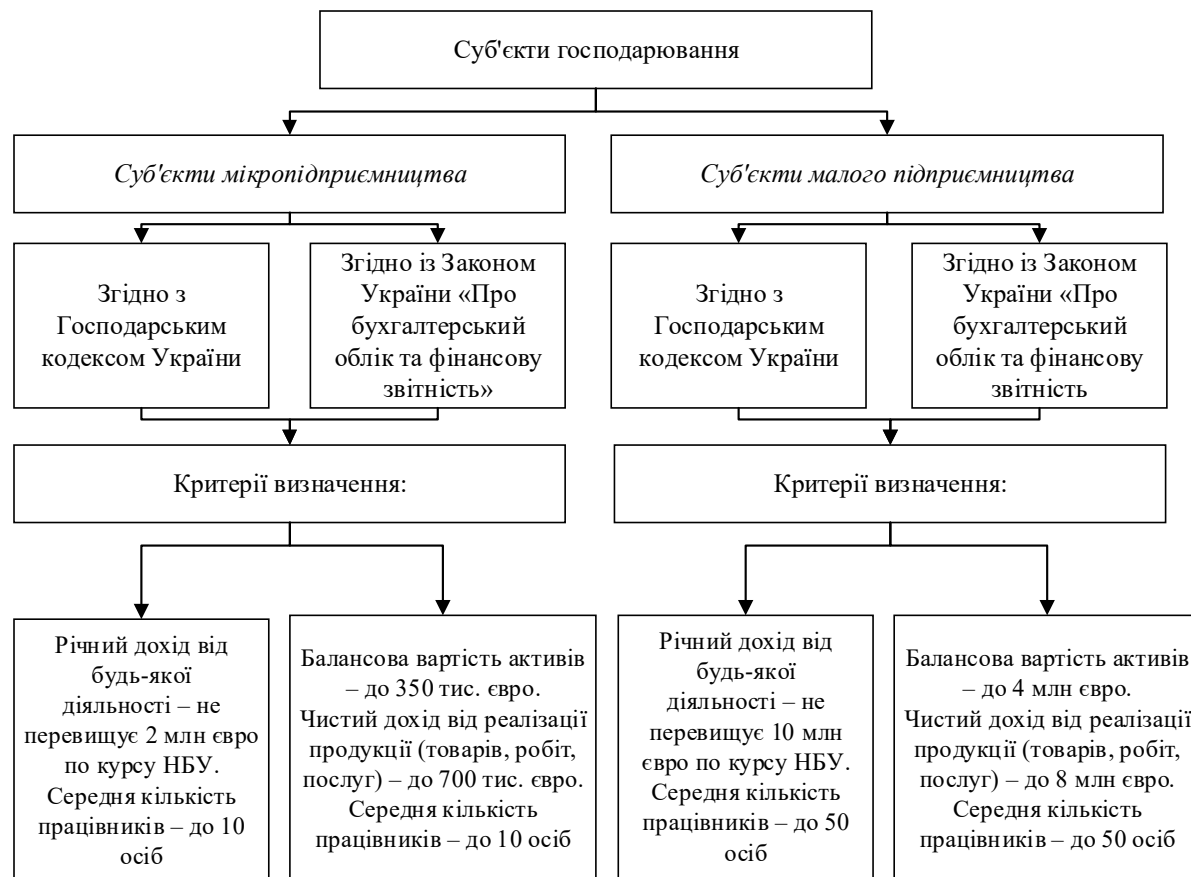 Суб'єкти господарювання
Суб'єкти мікропідприємництва
Суб'єкти малого підприємництва
Згідно з
Господарським
кодексом України
Згідно із Законом
України «Про
бухгалтерський
облік та фінансову
звітність»
Згідно з
Господарським
кодексом України
Згідно із Законом
України «Про
бухгалтерський
облік та фінансову
звітність
Критерії визначення:
Критерії визначення:
Річний дохід від
будь-якої
діяльності – не
перевищує 2 млн євро
по курсу НБУ.
Середня кількість
працівників – до 10
осіб
Балансова вартість активів
– до 350 тис. євро.
Чистий дохід від реалізації
продукції (товарів, робіт,
послуг) – до 700 тис. євро.
Середня кількість
працівників – до 10 осіб
Річний дохід від
будь-якої
діяльності – не
перевищує 10 млн
євро по курсу НБУ.
Середня кількість
працівників – до 50
осіб
Балансова вартість активів
– до 4 млн євро.
Чистий дохід від реалізації
продукції (товарів, робіт,
послуг) – до 8 млн євро.
Середня кількість
працівників – до 50 осіб